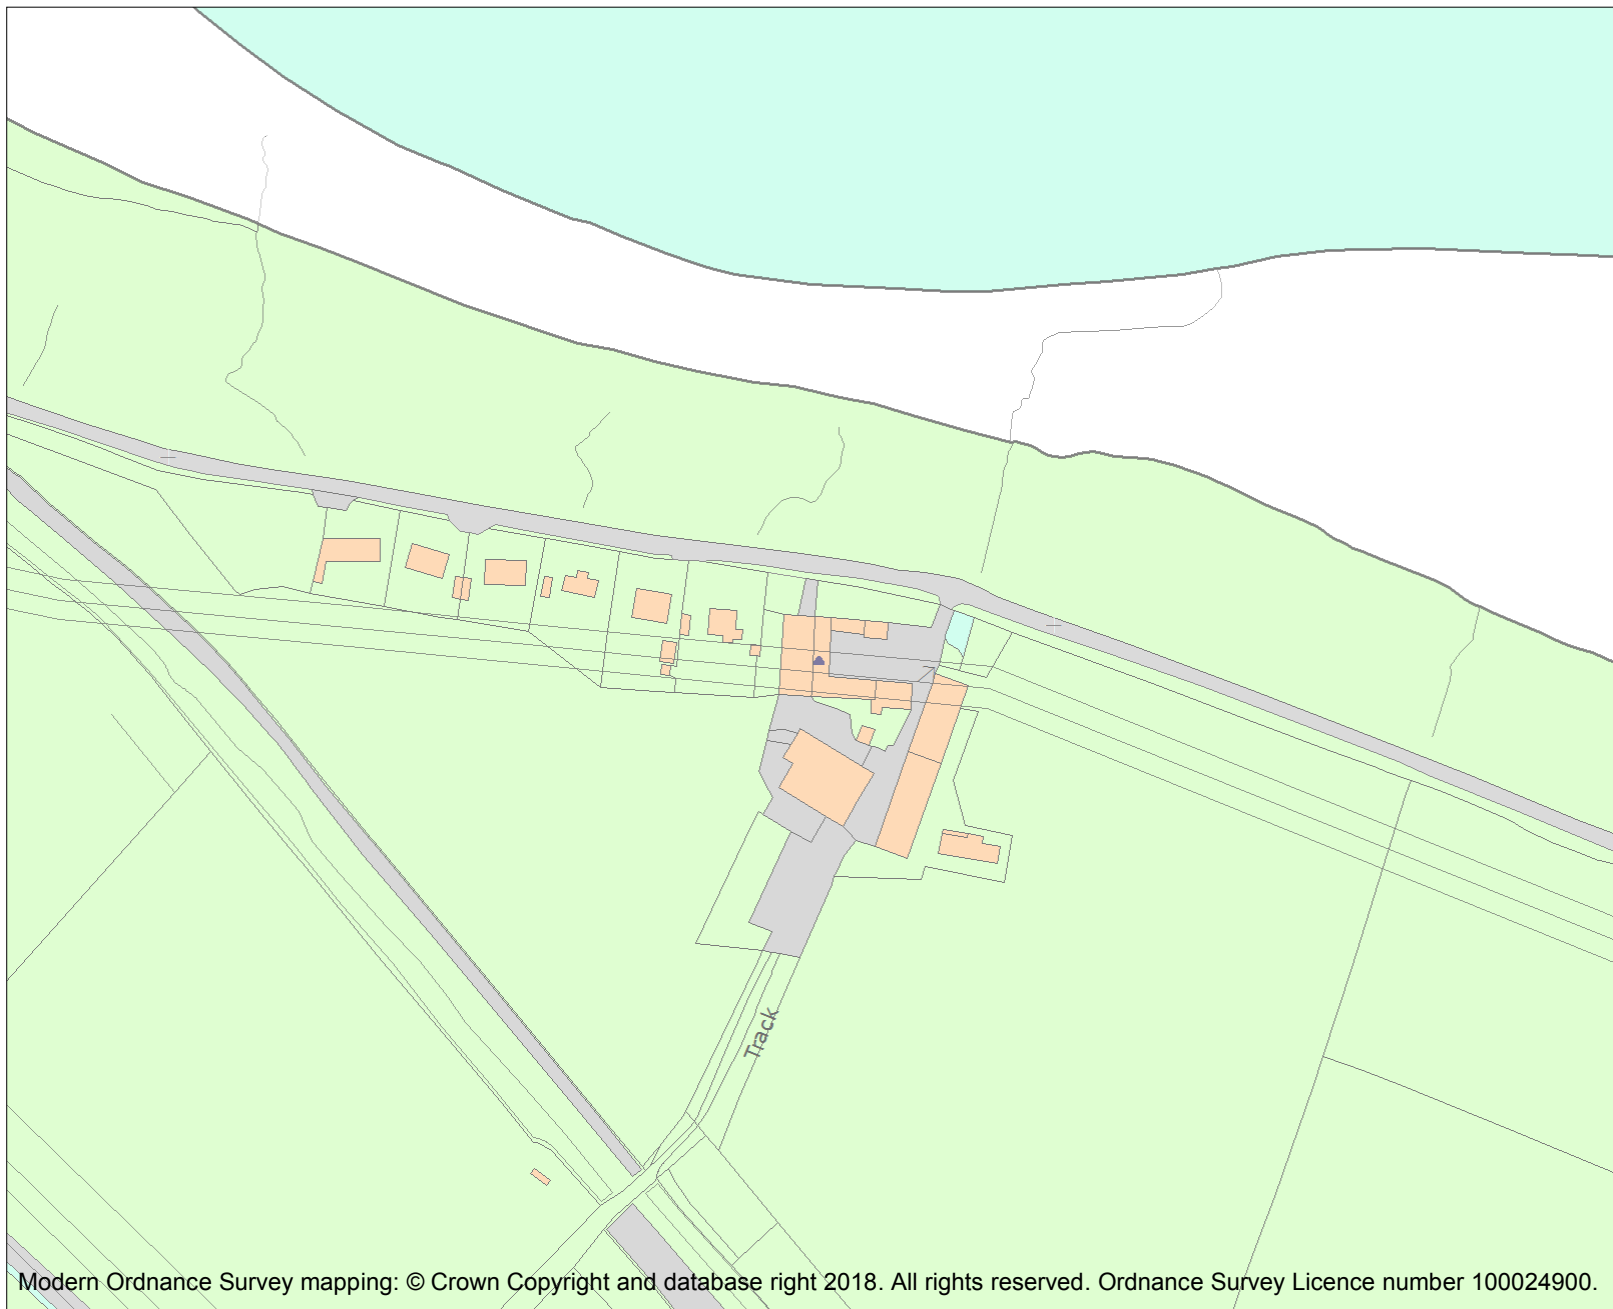 Track
Modern Ordnance Survey mapping: © Crown Copyright and database right 2018. All rights reserved. Ordnance Survey Licence number 100024900.